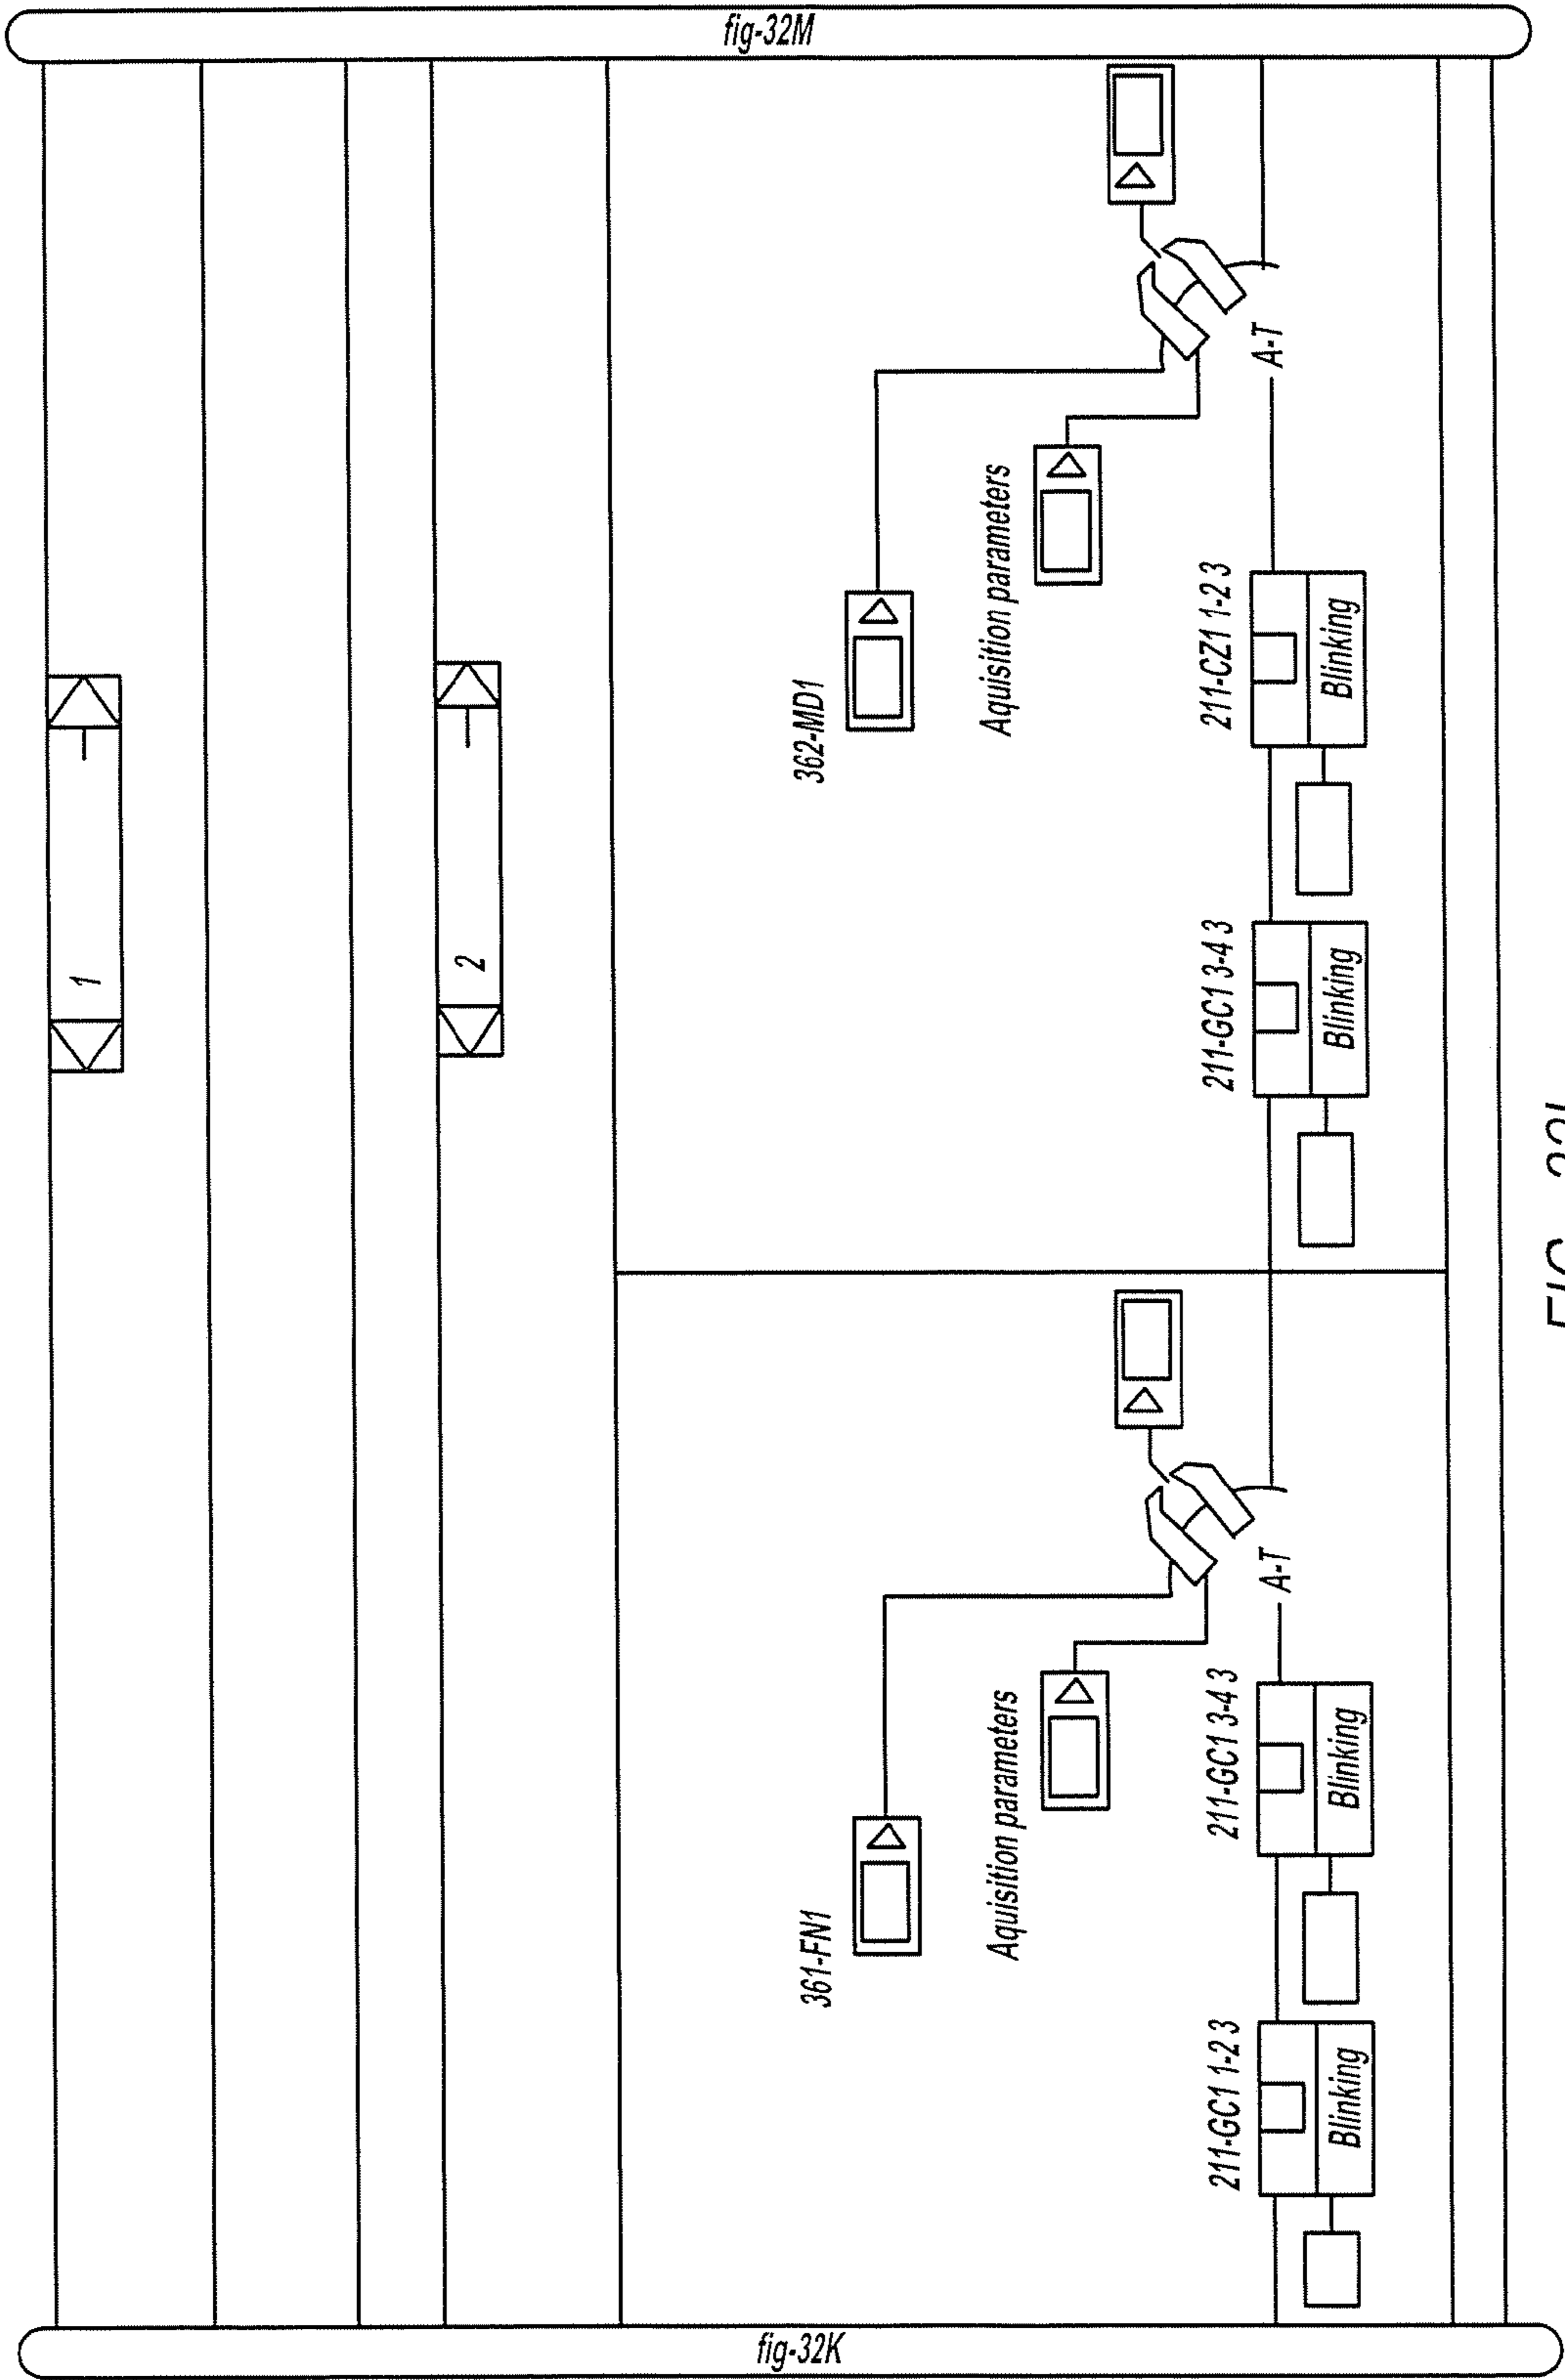 fig-32K
fig-32M
1
2
361-FN1
Aquisition parameters
A-T
211-GC1 1-2 3
Blinking
211-GC1 3-4 3
Blinking
362-MD1
Aquisition parameters
A-T
211-GC1 3-4 3
Blinking
211-CZ1 1-2 3
Blinking